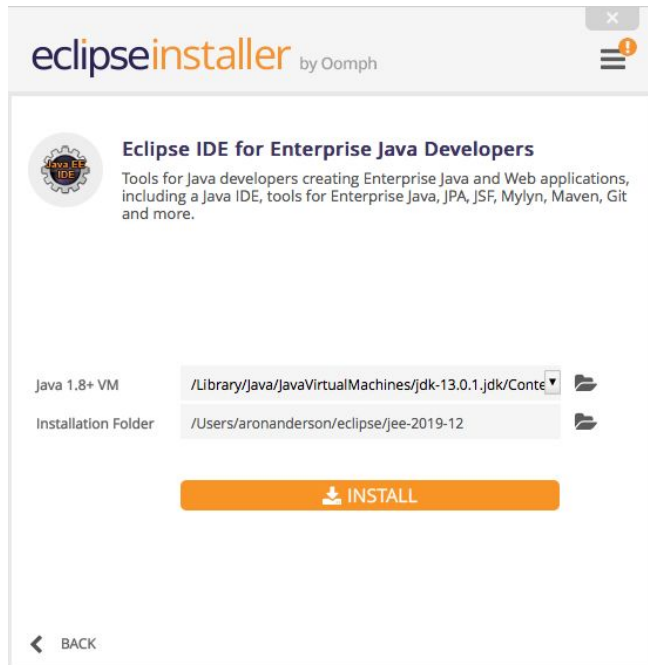 eclipseinstaller by Oomph
!
Java EE
IDE
Eclipse IDE for Enterprise Java Developers
Tools for Java developers creating Enterprise Java and Web applications,
including a Java IDE, tools for Enterprise Java, JPA, JSF, Mylyn, Maven, Git
and more.
Java 1.8+ VM /Library/Java/JavaVirtualMachines/jdk-13.0.1.jdk/Conte
Installation Folder /Users/aronanderson/eclipse/jee-2019-12
INSTALL
BACK